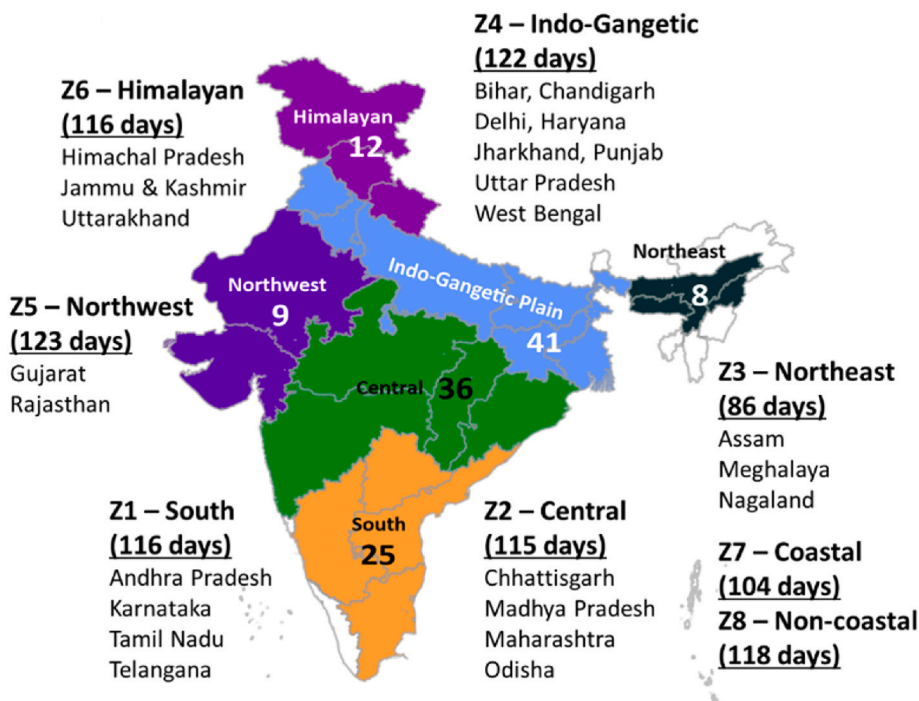 Z4 – Indo-Gangetic
(122 days)
Bihar, Chandigarh
Delhi, Haryana
Jharkhand, Punjab
Uttar Pradesh
West Bengal
Z6 – Himalayan
(116 days)
Himachal Pradesh
Jammu & Kashmir
Uttarakhand
Himalayan
12
Northeast
8
Indo-Gangetic Plain
41
Northwest
9
Z5 – Northwest
(123 days)
Gujarat
Rajasthan
Central 36
Z3 – Northeast
(86 days)
Assam
Meghalaya
Nagaland
South
25
Z1 – South
(116 days)
Andhra Pradesh
Karnataka
Tamil Nadu
Telangana
Z2 – Central
(115 days)
Chhattisgarh
Madhya Pradesh
Maharashtra
Odisha
Z7 – Coastal
(104 days)
Z8 – Non-coastal
(118 days)